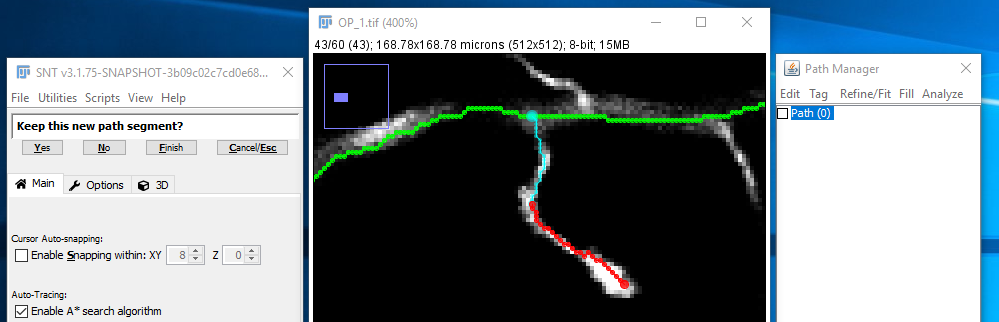 SNT v3.1.75-SNAPSHOT-3b09c02c7cd0e68...
File Utilities Scripts View Help
Keep this new path segment?
Yes No Finish Cancel/Esc
Main Options 3D
Cursor Auto-snapping:
Enable Snapping within: XY 8 Z 0
Auto-Tracing:
Enable A* search algorithm
OP_1.tif (400%)
43/60 (43); 168.78x168.78 microns (512x512); 8-bit; 15MB
Path Manager
Edit Tag Refine/Fit Fill Analyze
Path (0)